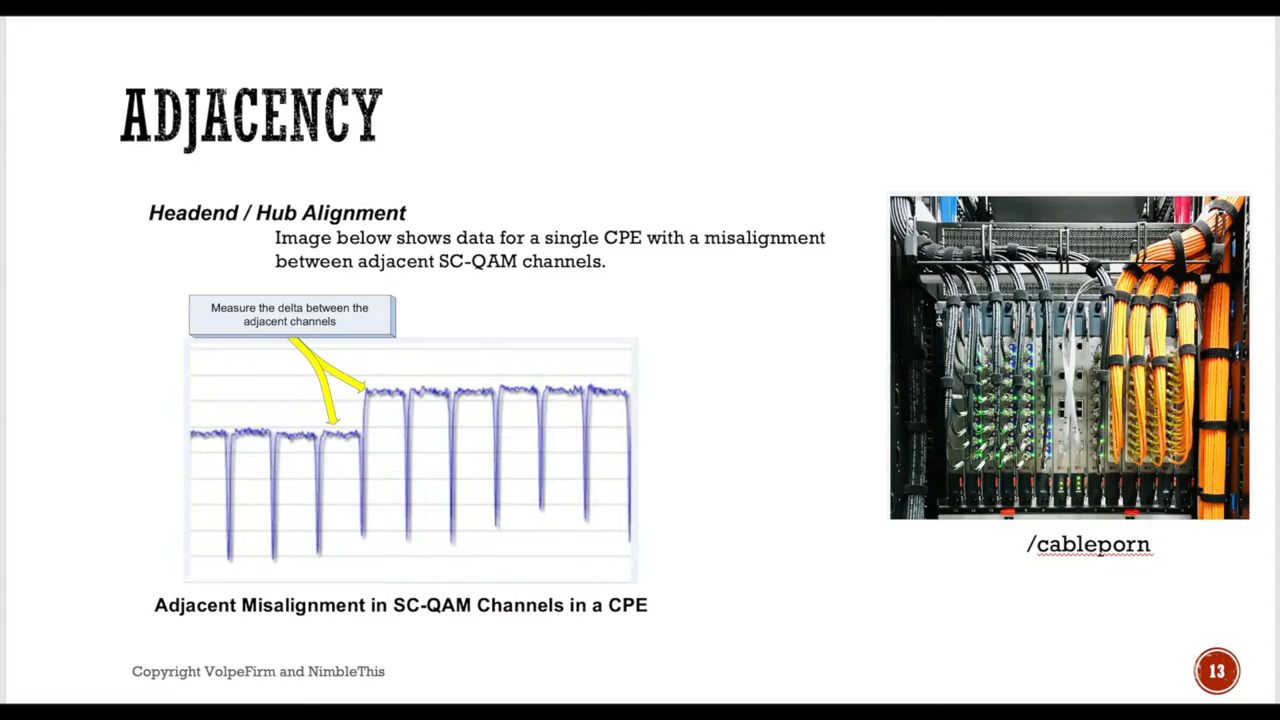 ADJACENCY
Headend / Hub Alignment
Image below shows data for a single CPE with a misalignment
between adjacent SC-QAM channels.
Measure the delta between the
adjacent channels
Adjacent Misalignment in SC-QAM Channels in a CPE
/cableporn
Copyright VolpeFirm and NimbleThis
13